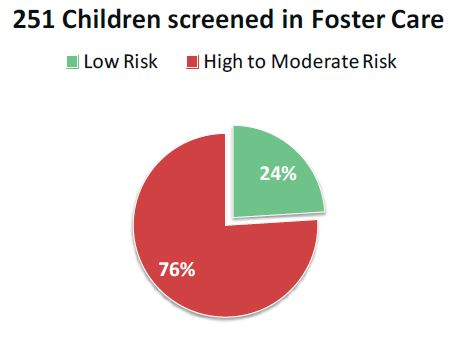 251 Children screened in Foster Care
Low Risk High to Moderate Risk
24%
76%